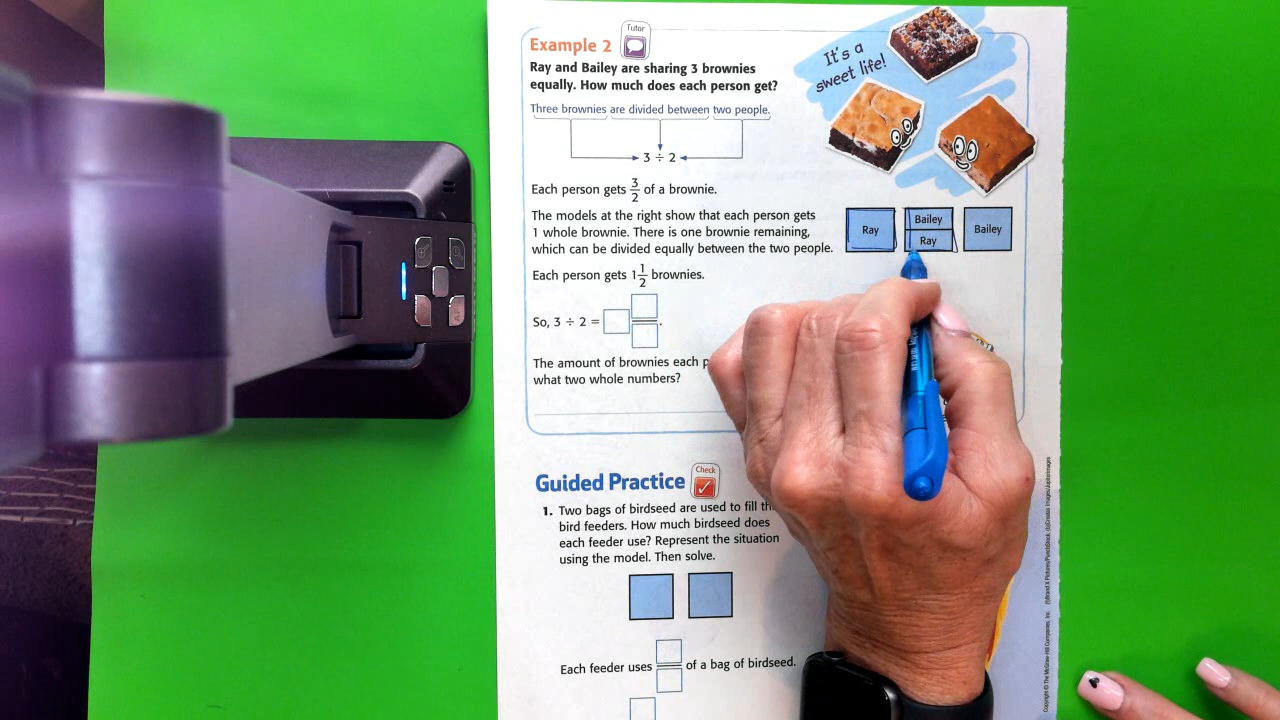 Tutor
Example 2
Ray and Bailey are sharing 3 brownies
equally. How much does each person get?
It's a
sweet life!
Three brownies are divided between two people.
3 ÷ 2
Each person gets 3/2 of a brownie.
The models at the right show that each person gets
1 whole brownie. There is one brownie remaining,
which can be divided equally between the two people.
Ray
Bailey
Ray
Bailey
Each person gets 1 1/2 brownies.
So, 3 ÷ 2 =
The amount of brownies each
what two whole numbers?
Guided Practice
Check
1. Two bags of birdseed are used to fill
bird feeders. How much birdseed does
each feeder use? Represent the situation
using the model. Then solve.
Each feeder uses of a bag of birdseed.
Copyright © The McGraw-Hill Companies, Inc.